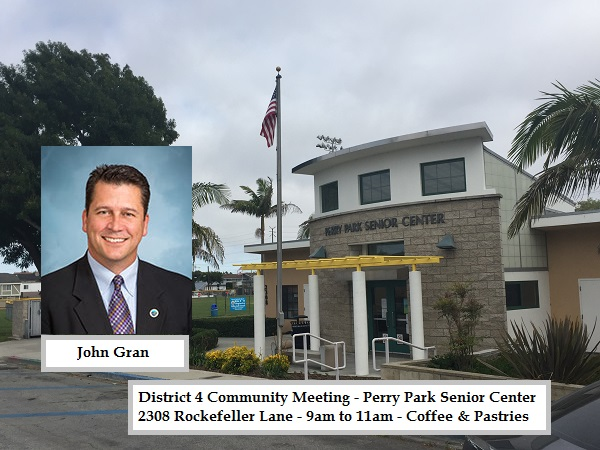 PERRY PARK SENIOR CENTER
John Gran
District 4 Community Meeting - Perry Park Senior Center
2308 Rockefeller Lane - 9am to 11am - Coffee & Pastries